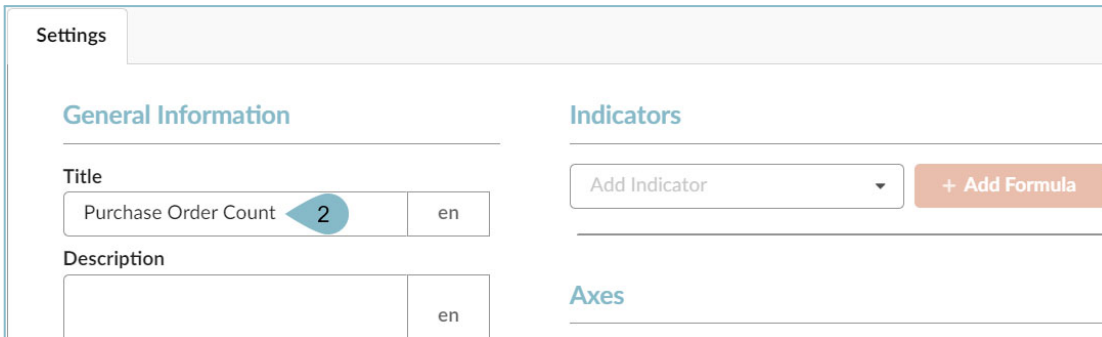 Settings
General Information
Title
Purchase Order Count
2
en
Description
en
Indicators
Add Indicator
+ Add Formula
Axes